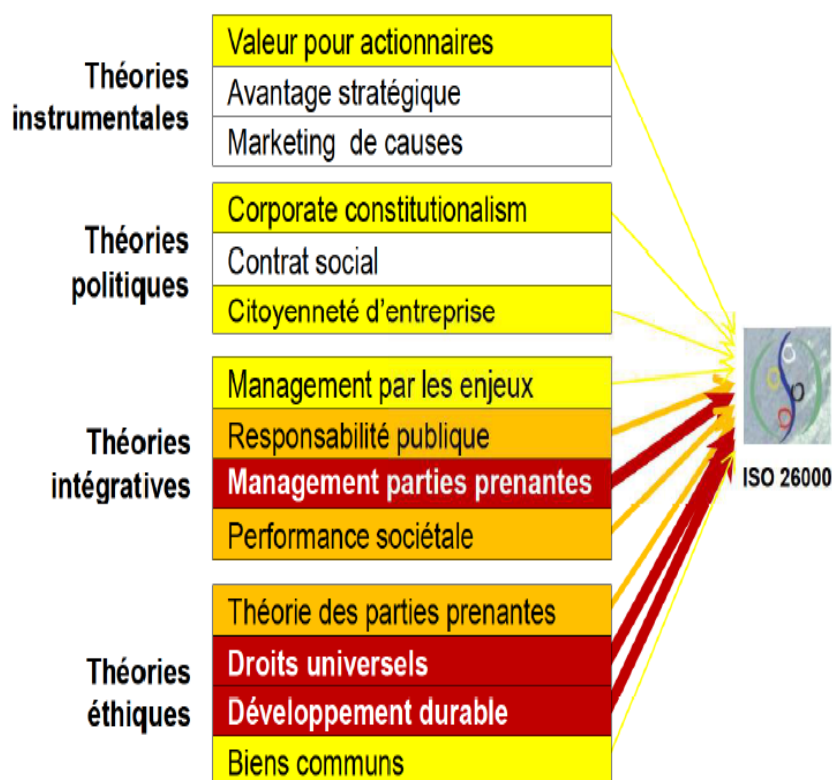 Théories
instrumentales
Valeur pour actionnaires
Avantage stratégique
Marketing de causes
Théories
politiques
Corporate constitutionalism
Contrat social
Citoyenneté d'entreprise
Théories
intégratives
Management par les enjeux
Responsabilité publique
Management parties prenantes
Performance sociétale
Théories
éthiques
Théorie des parties prenantes
Droits universels
Développement durable
Biens communs
ISO 26000